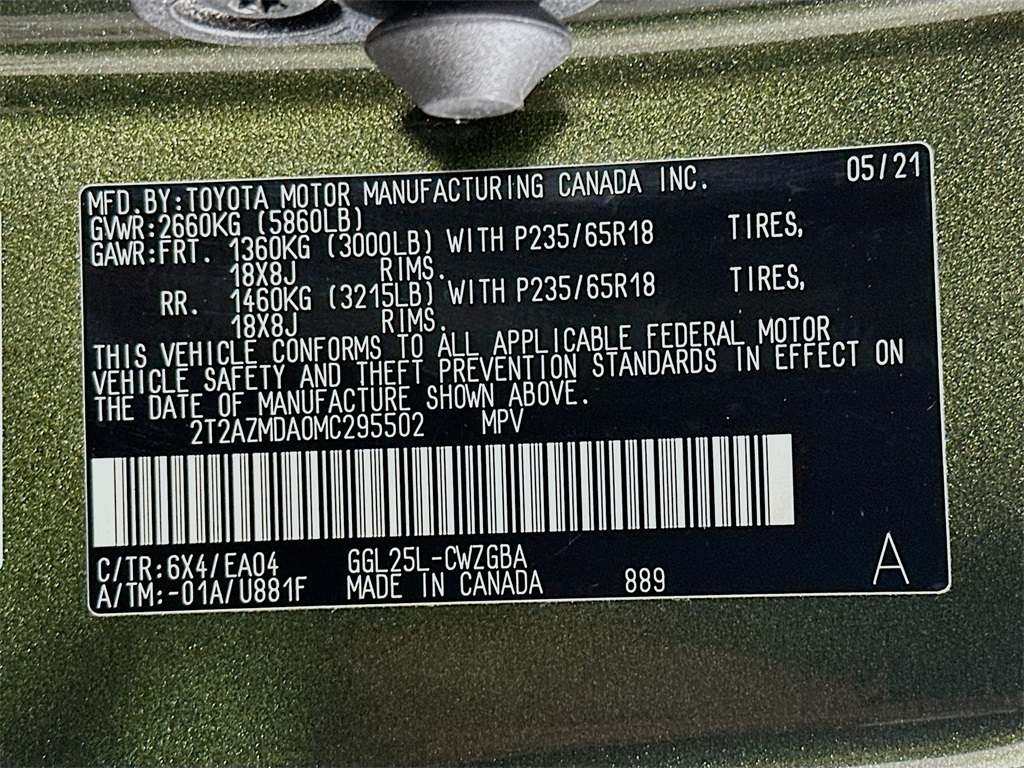 MFD.BY:TOYOTA MOTOR MANUFACTURING CANADA INC. 05/21
GVWR:2660KG (5860LB)
GAWR:FRT. 1360KG (3000LB) WITH P235/65R18 TIRES,
18X8J RIMS.
RR. 1460KG (3215LB) WITH P235/65R18 TIRES,
18X8J RIMS.
THIS VEHICLE CONFORMS TO ALL APPLICABLE FEDERAL MOTOR
VEHICLE SAFETY AND THEFT PREVENTION STANDARDS IN EFFECT ON
THE DATE OF MANUFACTURE SHOWN ABOVE.
2T2AZMDA0MC295502 MPV
C/TR:6X4/EA04 GGL25L-CWZGBA
A/TM:-01A/U881F MADE IN CANADA 889 A